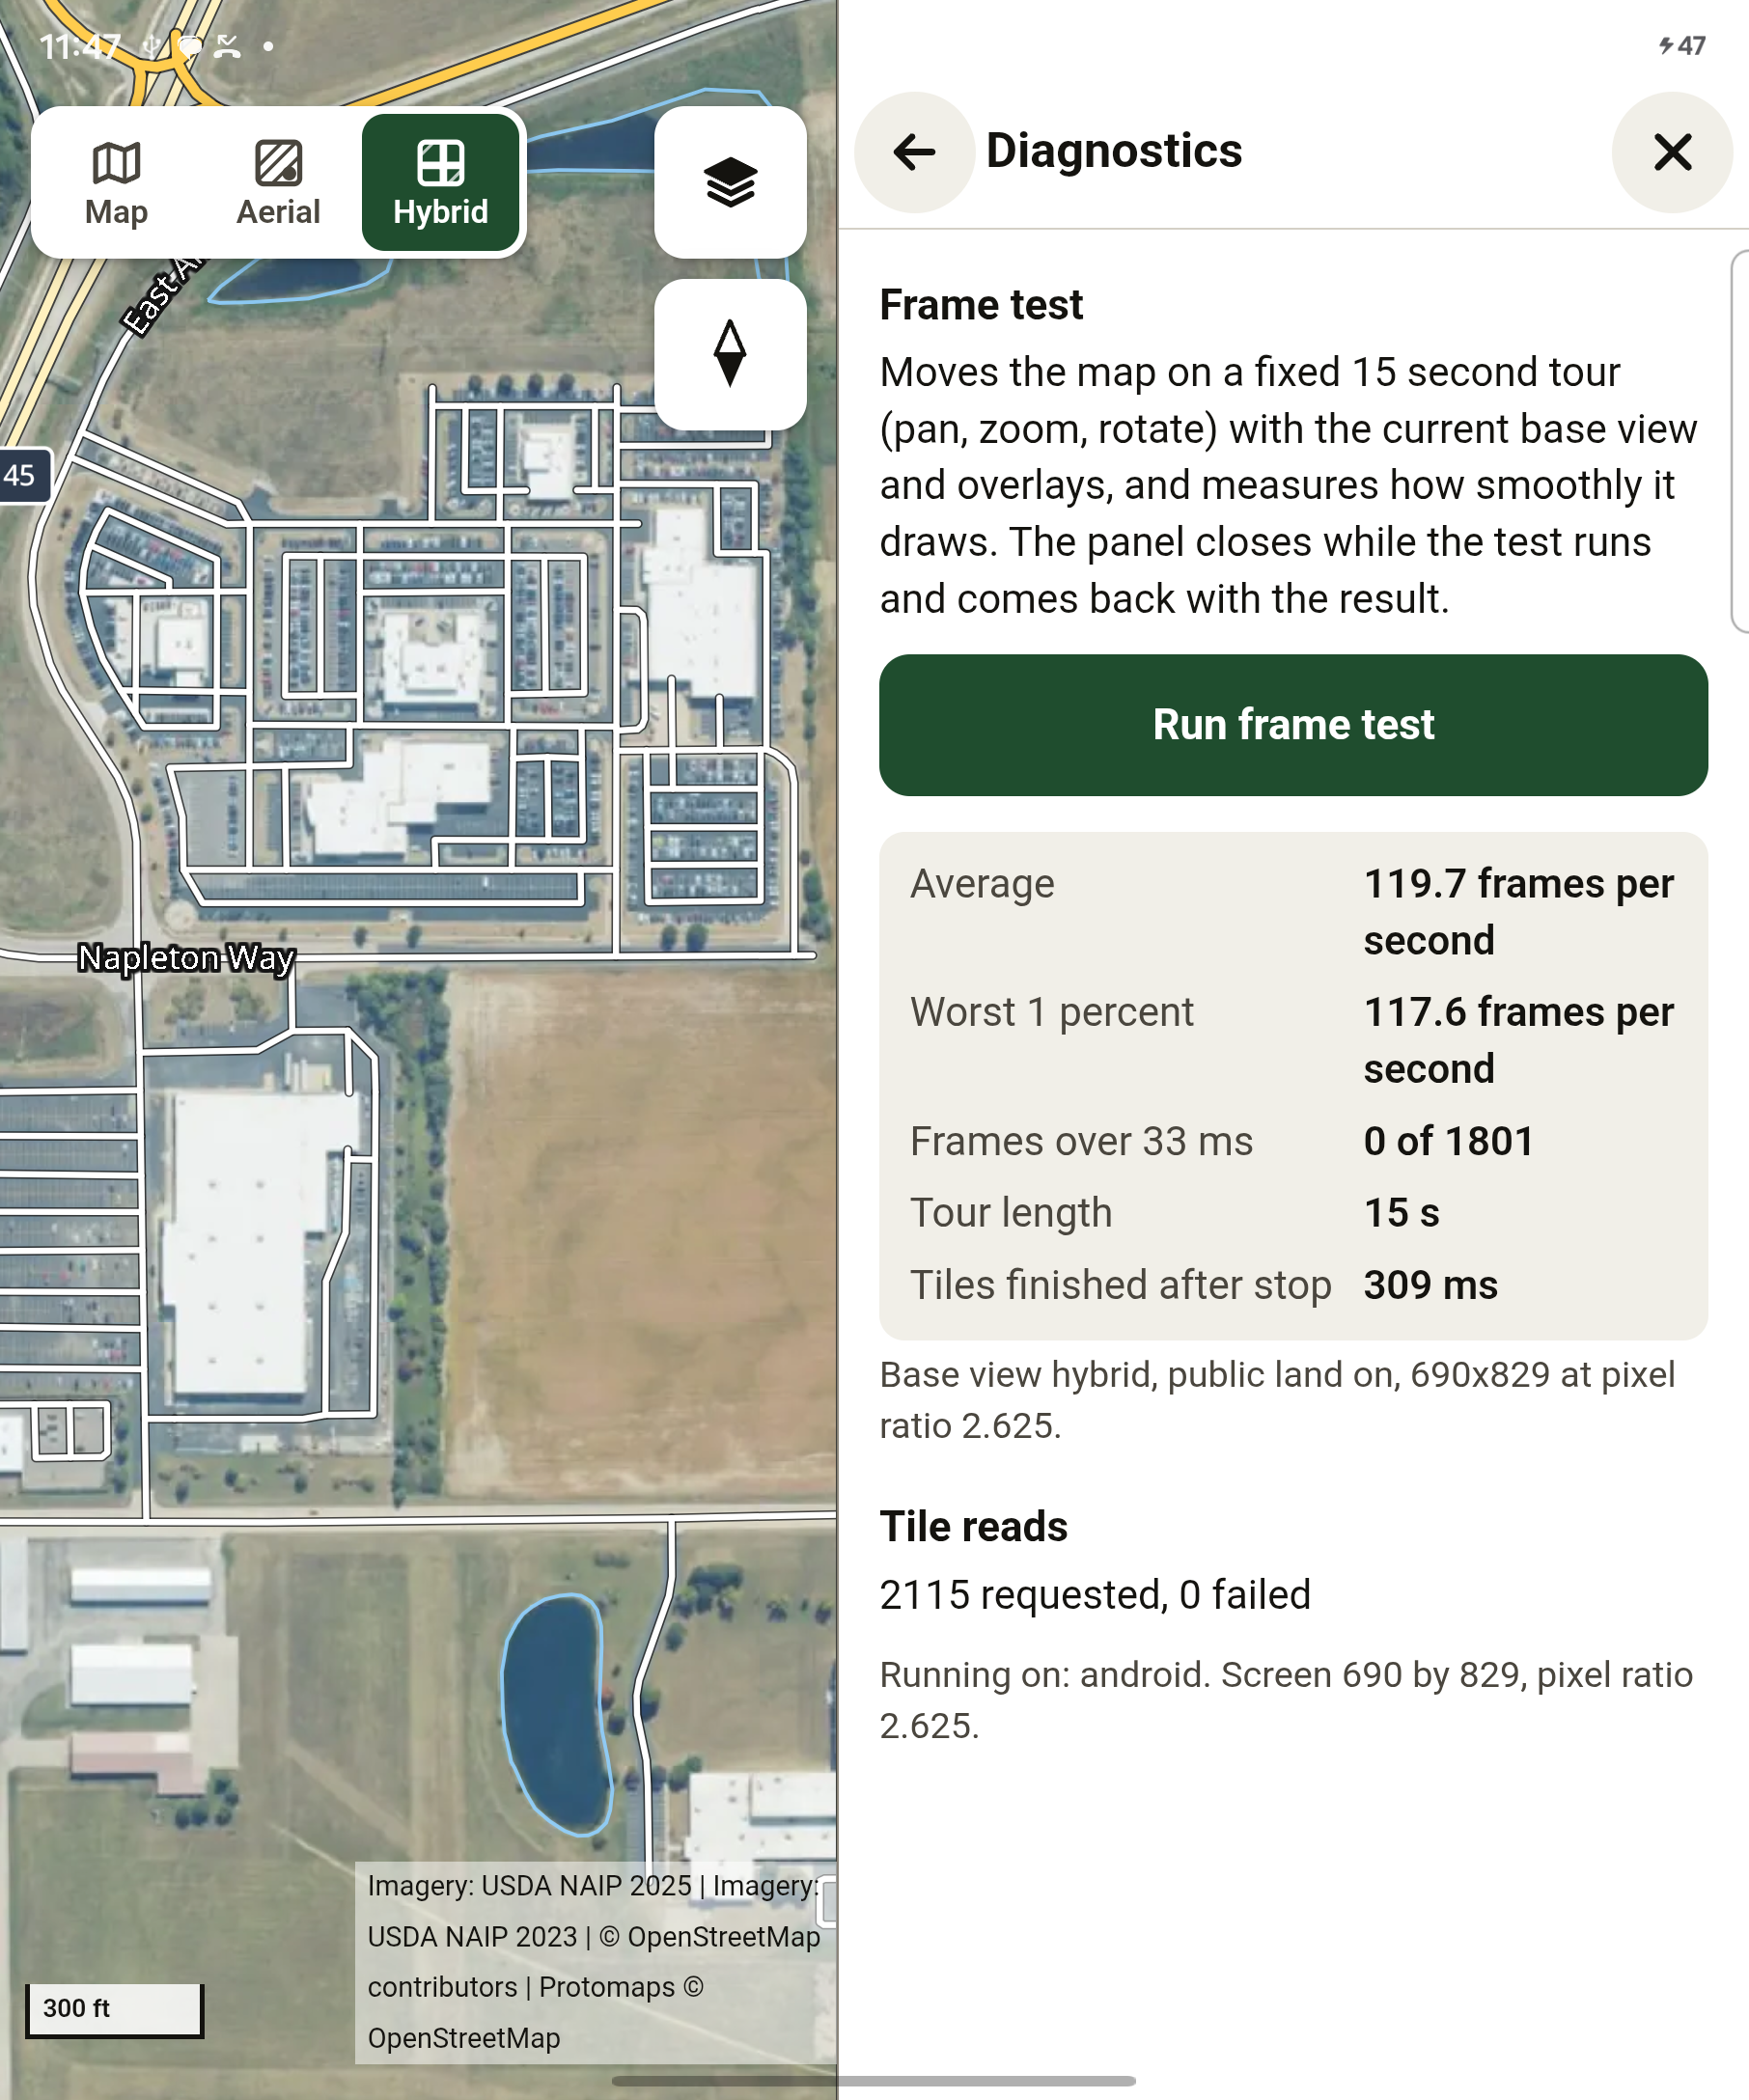 11:47
47
Map
Aerial
Hybrid
East
45
Napleton Way
300 ft
Imagery: USDA NAIP 2025 | Imagery:
USDA NAIP 2023 | © OpenStreetMap
contributors | Protomaps ©
OpenStreetMap
Diagnostics
Frame test
Moves the map on a fixed 15 second tour
(pan, zoom, rotate) with the current base view
and overlays, and measures how smoothly it
draws. The panel closes while the test runs
and comes back with the result.
Run frame test
Average 119.7 frames per
second
Worst 1 percent 117.6 frames per
second
Frames over 33 ms 0 of 1801
Tour length 15 s
Tiles finished after stop 309 ms
Base view hybrid, public land on, 690x829 at pixel
ratio 2.625.
Tile reads
2115 requested, 0 failed
Running on: android. Screen 690 by 829, pixel ratio
2.625.